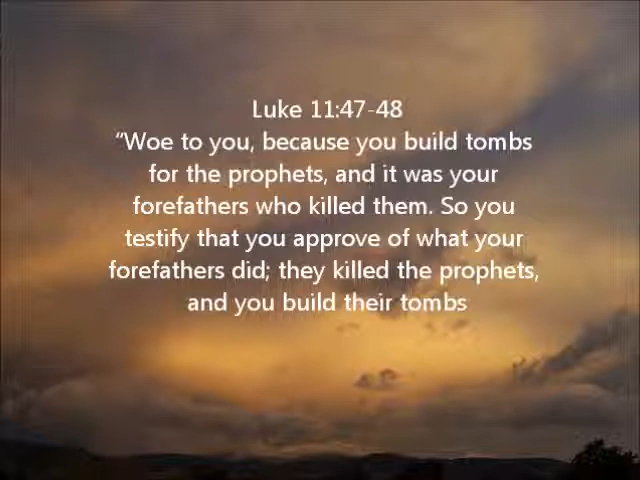 Luke 11:47-48
“Woe to you, because you build tombs
for the prophets, and it was your
forefathers who killed them. So you
testify that you approve of what your
forefathers did; they killed the prophets,
and you build their tombs